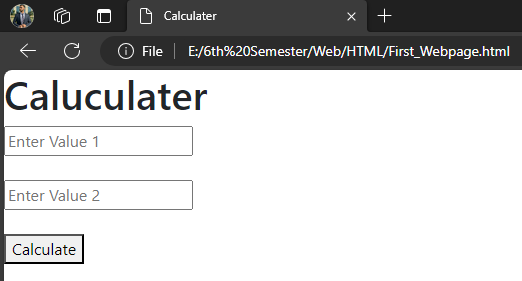 Calculater
File E:/6th%20Semester/Web/HTML/First_Webpage.html
Caluculater
Enter Value 1
Enter Value 2
Calculate